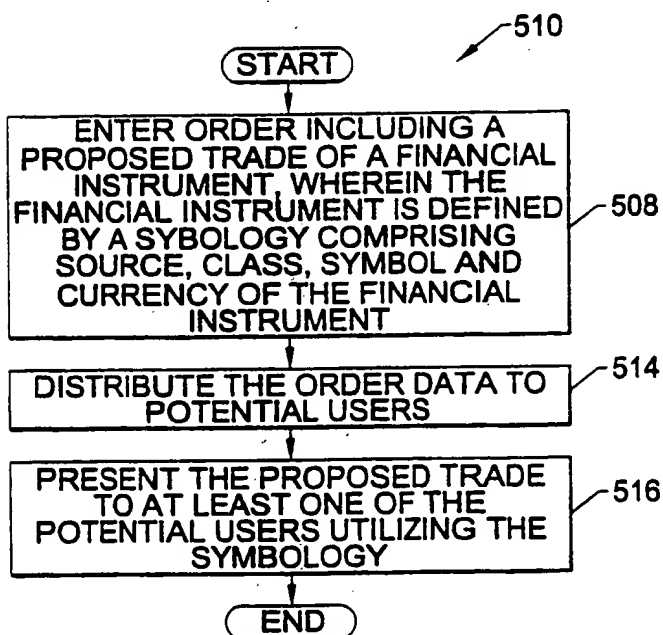 510
START
ENTER ORDER INCLUDING A
PROPOSED TRADE OF A FINANCIAL
INSTRUMENT, WHEREIN THE
FINANCIAL INSTRUMENT IS DEFINED
BY A SYBOLOGY COMPRISING
SOURCE, CLASS, SYMBOL AND
CURRENCY OF THE FINANCIAL
INSTRUMENT
508
DISTRIBUTE THE ORDER DATA TO
POTENTIAL USERS
514
PRESENT THE PROPOSED TRADE
TO AT LEAST ONE OF THE
POTENTIAL USERS UTILIZING THE
SYMBOLOGY
516
END